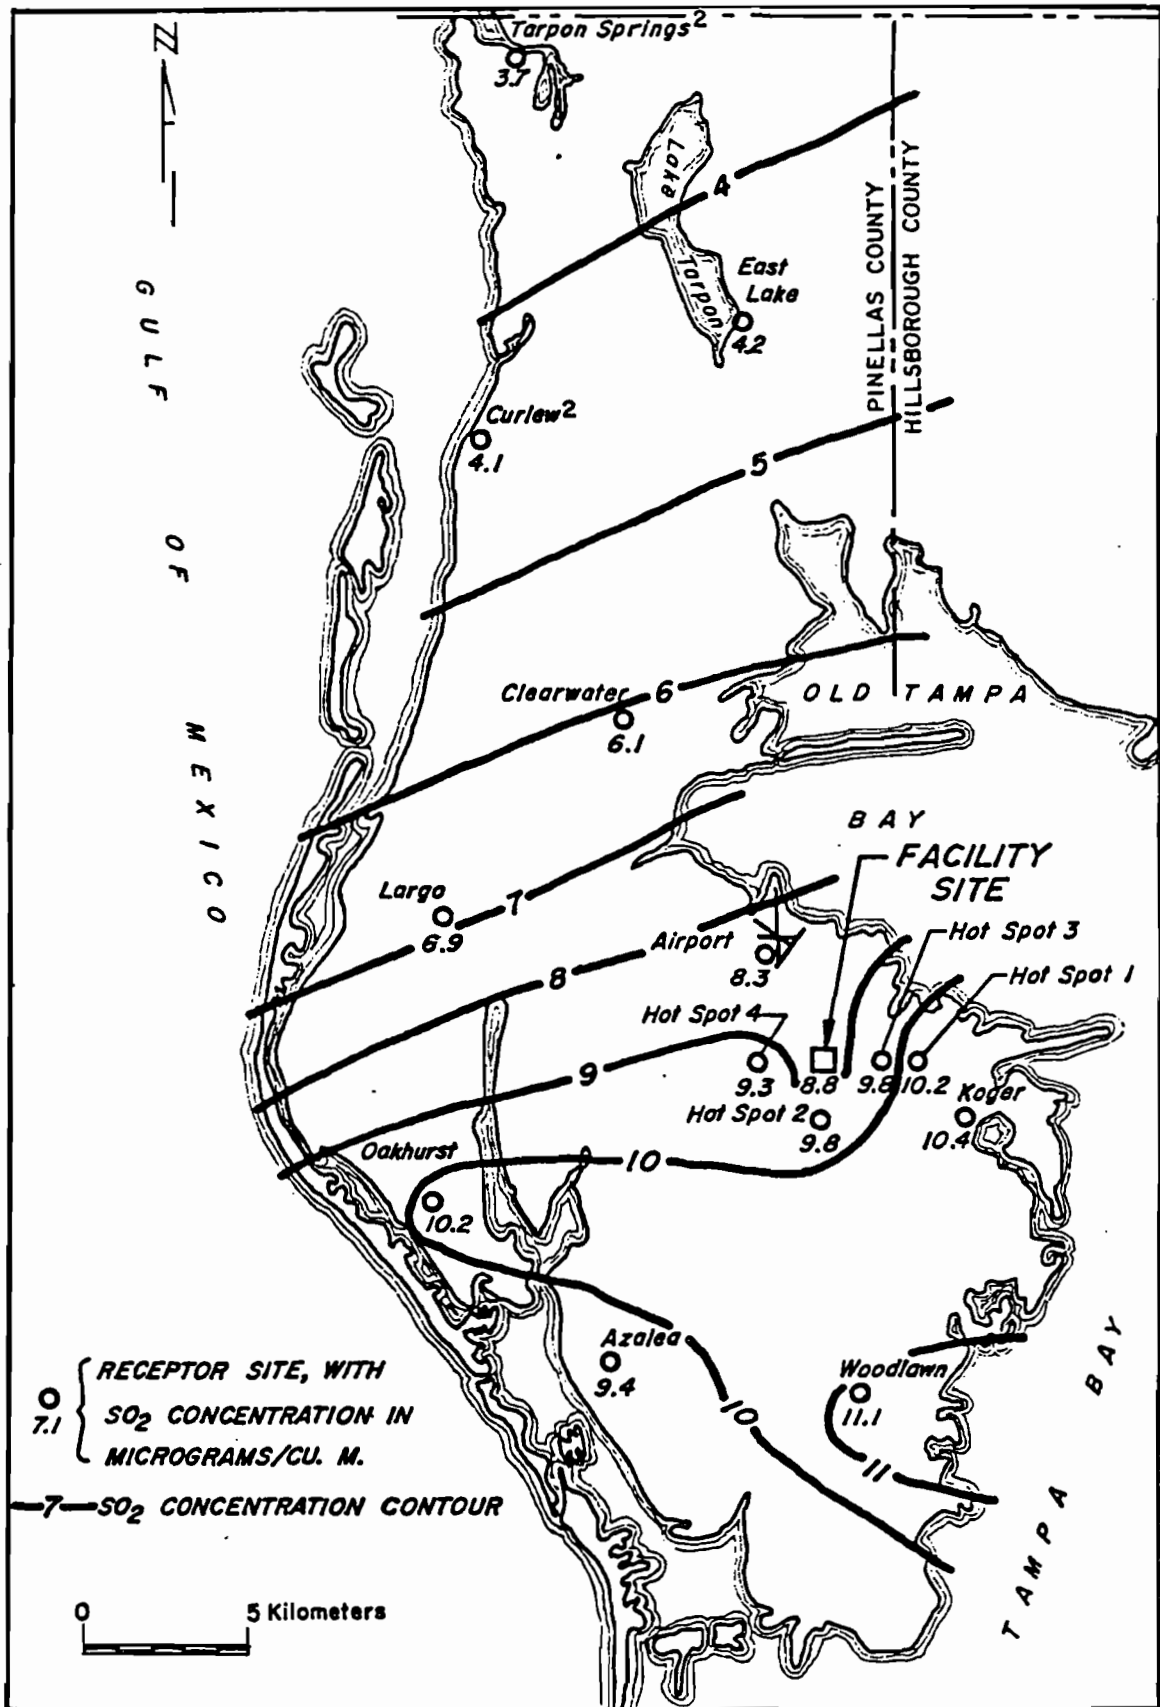 Tarpon Springs2
3.7
N
Lake
Tarpon
4
East
Lake
4.2
PINELLAS COUNTY
HILLSBOROUGH COUNTY
GULF OF MEXICO
Curlew2
4.1
5
Clearwater
6
6.1
OLD TAMPA
BAY
FACILITY
SITE
Largo
6.9
7
Airport
8.3
8
Hot Spot 3
Hot Spot 1
Hot Spot 4
9.3
8.8
9.8
10.2
9
Hot Spot 2
9.8
Koger
10.4
Oakhurst
10.2
10
Azalea
9.4
10
Woodlawn
11.1
11
TAMPA BAY
7.1
RECEPTOR SITE, WITH
SO2 CONCENTRATION IN
MICROGRAMS/CU. M.
7 SO2 CONCENTRATION CONTOUR
0 5 Kilometers